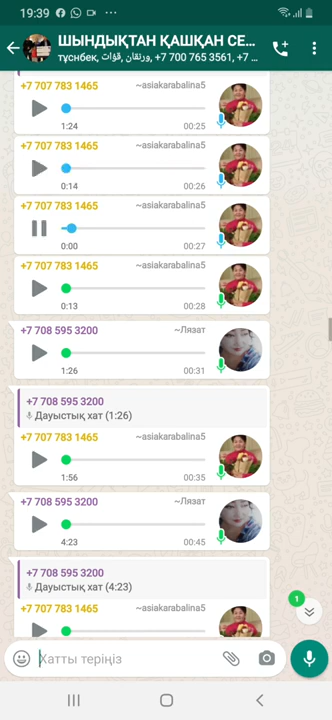 19:39
ШЫНДЫҚТАН ҚАШҚАН СЕ...
тұснбек, ورنقان, قۋات, +7 700 765 3561, +7 ...
+7 707 783 1465 ~asiakarabalina5
1:24 00:25
+7 707 783 1465 ~asiakarabalina5
0:14 00:26
+7 707 783 1465 ~asiakarabalina5
0:00 00:27
+7 707 783 1465 ~asiakarabalina5
0:13 00:28
+7 708 595 3200 ~Лязат
1:26 00:31
+7 708 595 3200
Дауыстық хат (1:26)
+7 707 783 1465 ~asiakarabalina5
1:56 00:35
+7 708 595 3200 ~Лязат
4:23 00:45
+7 708 595 3200
Дауыстық хат (4:23)
+7 707 783 1465 ~asiakarabalina5
1
Хатты теріңіз